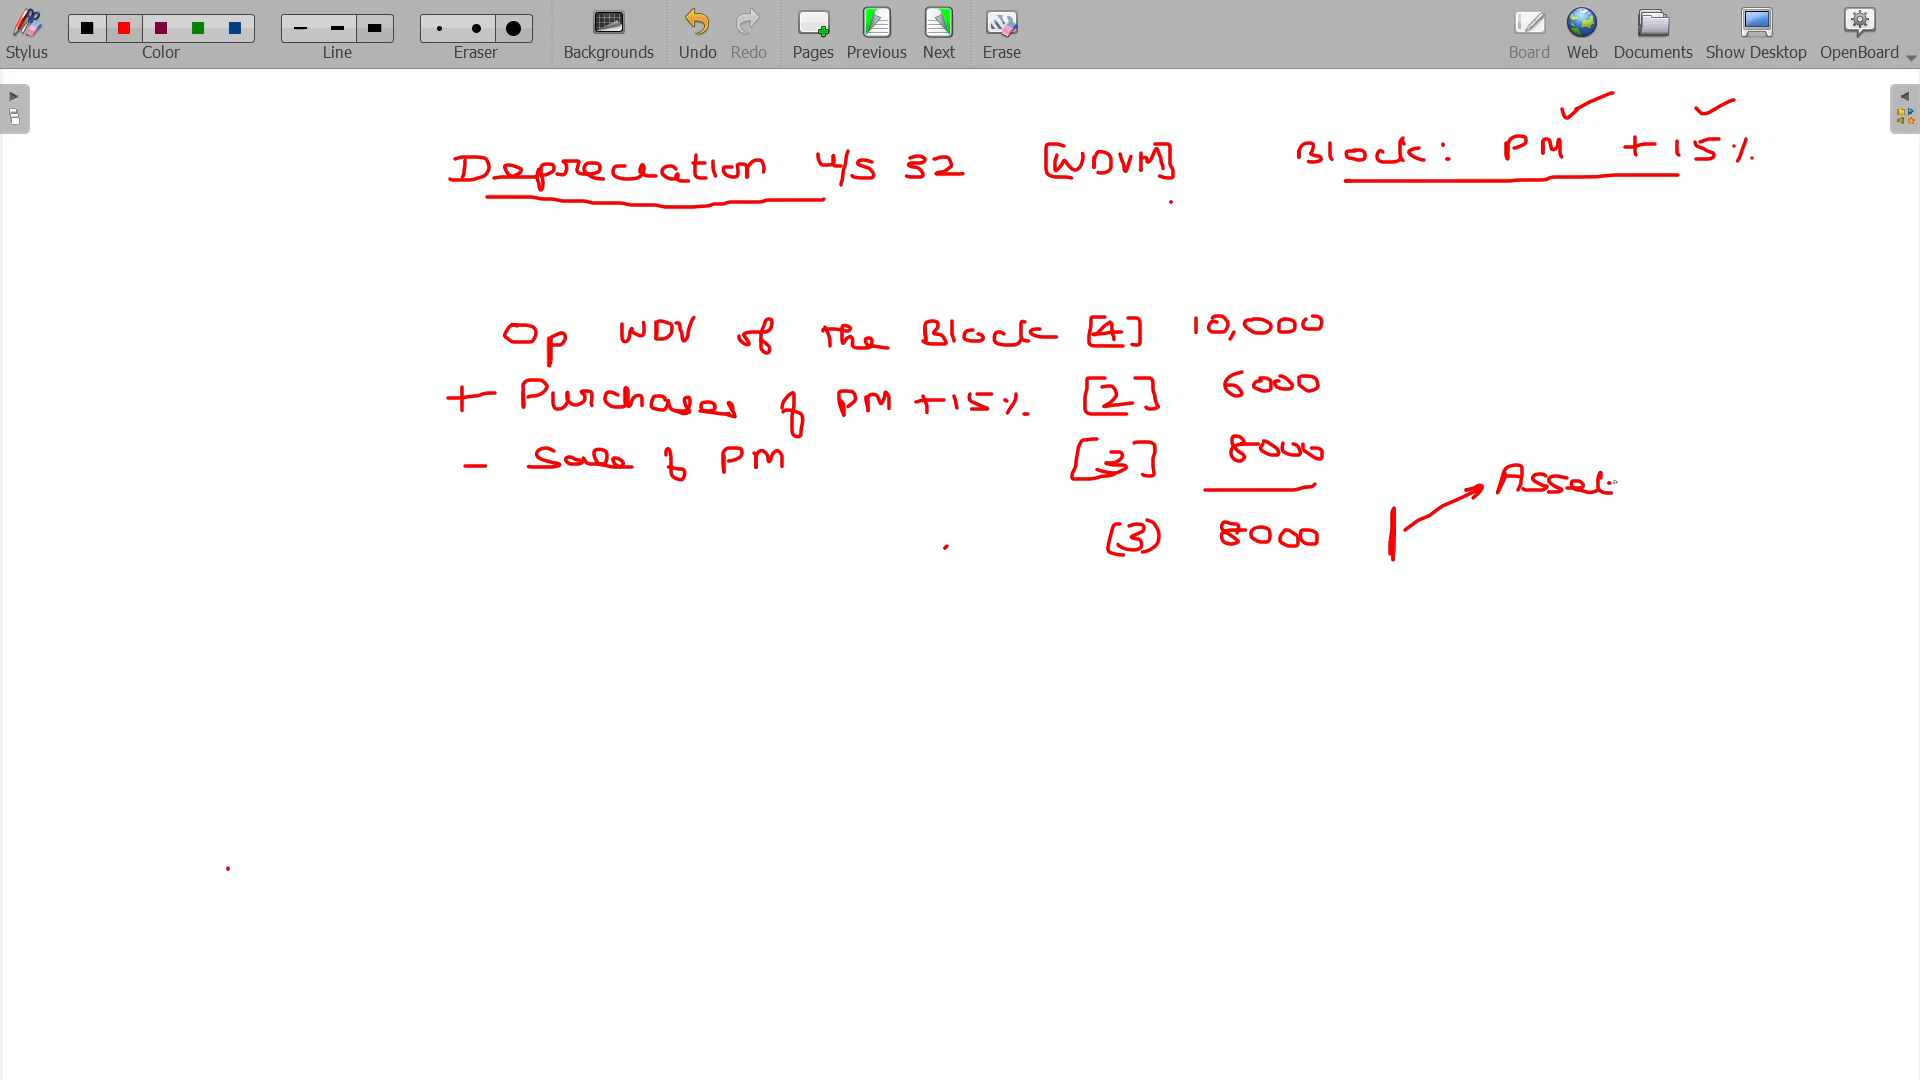 Stylus Color Line Eraser Backgrounds Undo Redo Pages Previous Next Erase Board Web Documents Show Desktop OpenBoard
Depreciation u/s 32 [WDVM] Block: PM + 15%
Op WDV of the Block [4] 10,000
+ Purchases of PM + 15% [2] 6000
- Sale of PM [3] 8000
(3) 8000
Asset